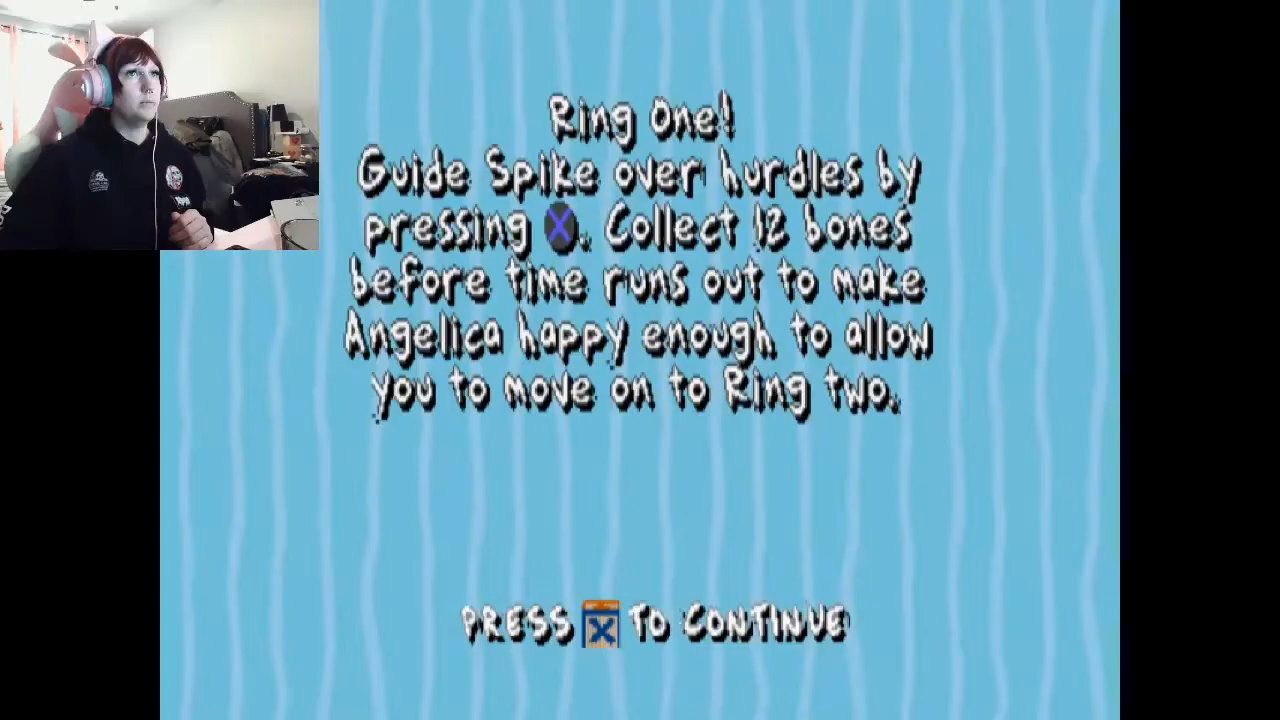 Ring One!
Guide Spike over hurdles by
pressing X. Collect 12 bones
before time runs out to make
Angelica happy enough to allow
you to move on to Ring two.
PRESS X TO CONTINUE